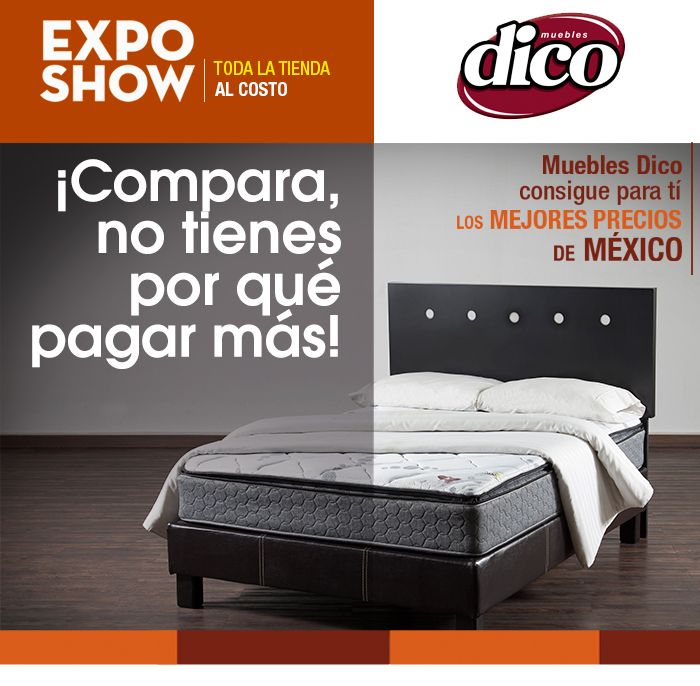 EXPO
SHOW
TODA LA TIENDA
AL COSTO
muebles
dico
¡Compara,
no tienes
por qué
pagar más!
Muebles Dico
consigue para tí
LOS MEJORES PRECIOS
DE MÉXICO